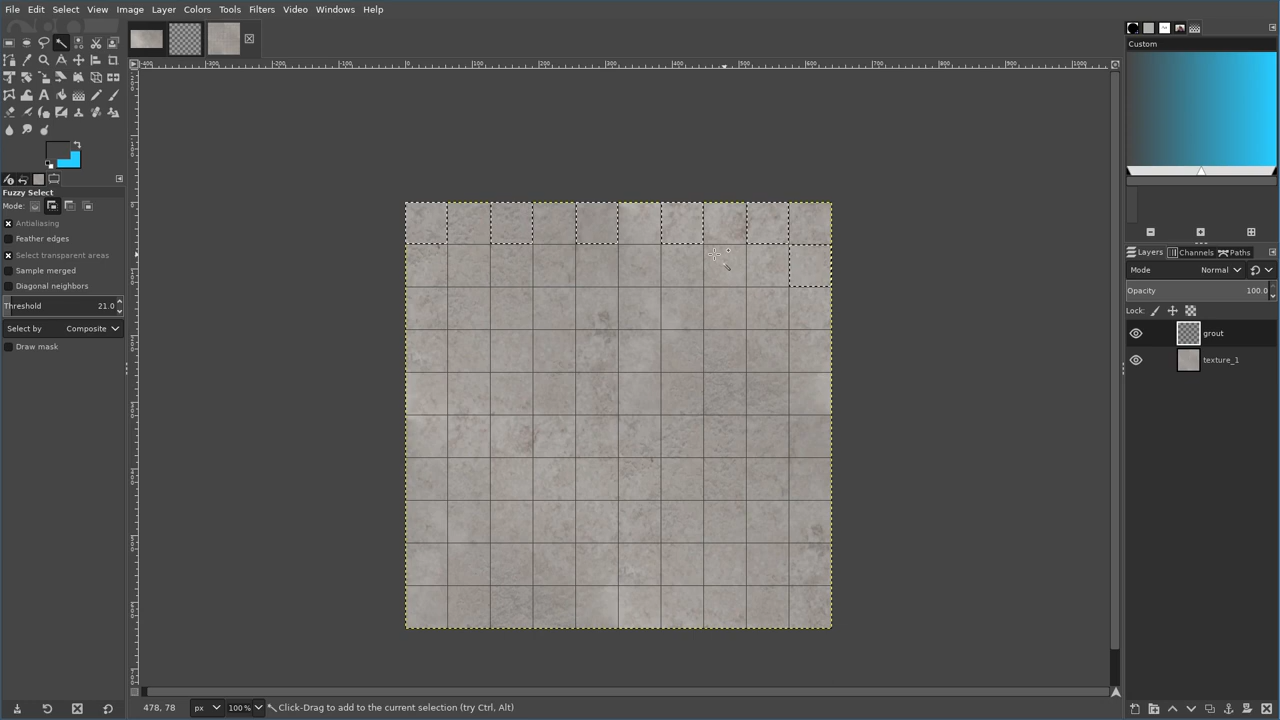 File Edit Select View Image Layer Colors Tools Filters Video Windows Help
Custom
Fuzzy Select
Mode:
Antialiasing
Feather edges
Select transparent areas
Sample merged
Diagonal neighbors
Threshold 21.0
Select by Composite
Draw mask
Layers Channels Paths
Mode Normal
Opacity 100.0
Lock:
grout
texture_1
478, 78 px 100% Click-Drag to add to the current selection (try Ctrl, Alt)